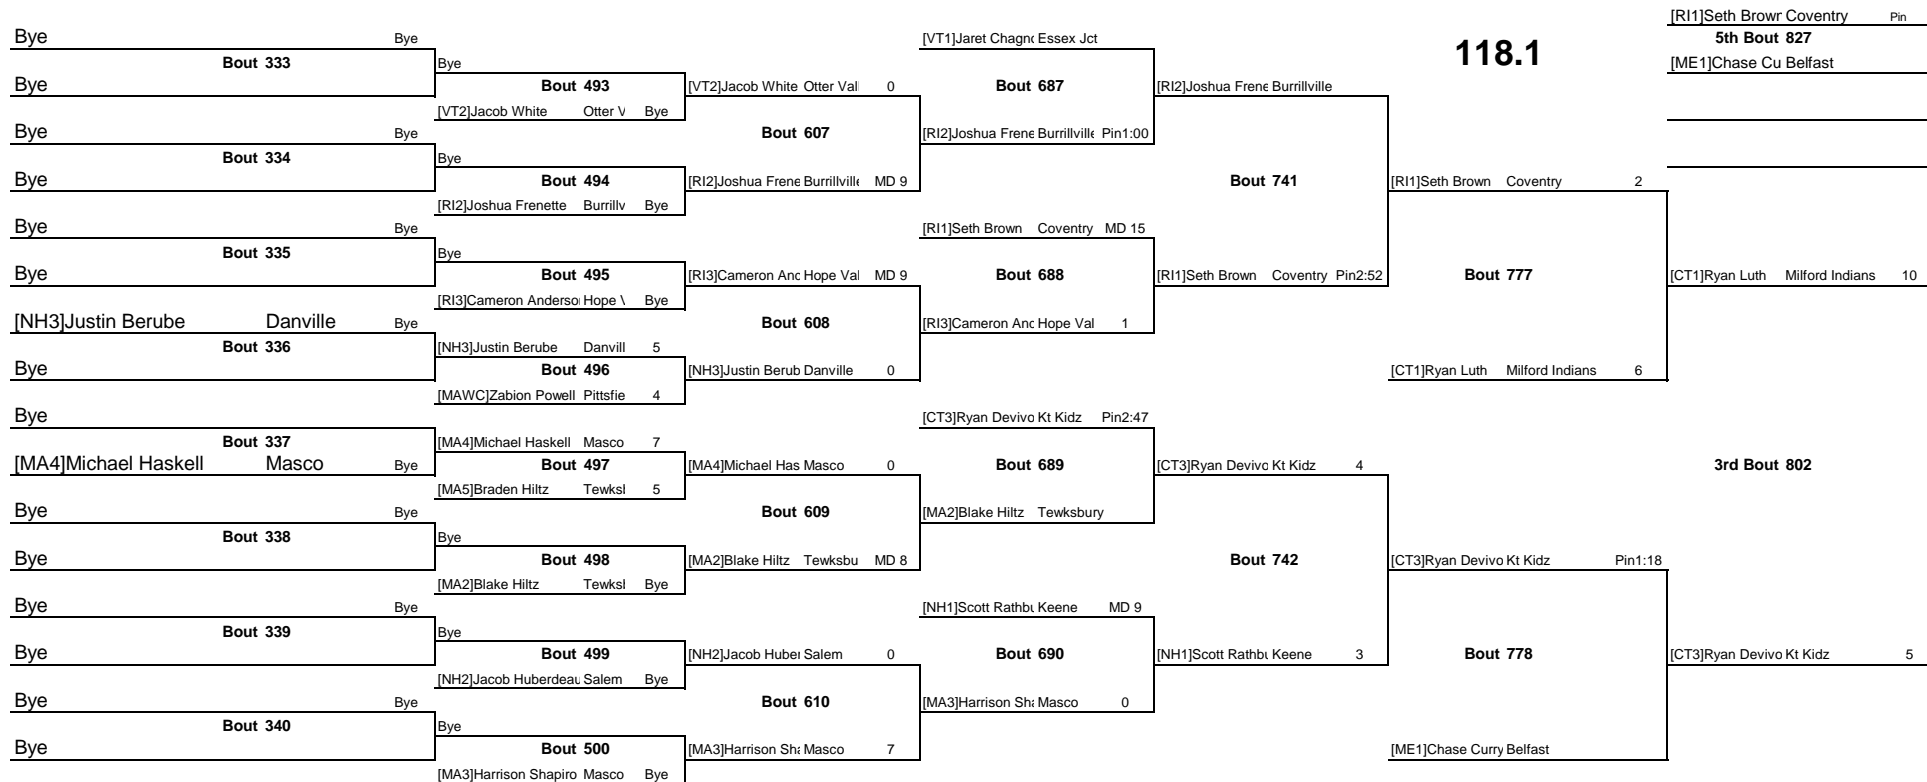 [RI1]Seth Brown Coventry Pin
Bye Bye [VT1]Jaret Chagno Essex Jct 118.1 5th Bout 827
Bout 333 Bye [ME1]Chase Cu Belfast
Bye Bout 493 [VT2]Jacob White Otter Val 0 Bout 687 [RI2]Joshua Frene Burrillville
[VT2]Jacob White Otter V Bye
Bye Bye Bout 607 [RI2]Joshua Frene Burrillville Pin1:00
Bout 334 Bye
Bye Bout 494 [RI2]Joshua Frene Burrillville MD 9 Bout 741 [RI1]Seth Brown Coventry 2
[RI2]Joshua Frenette Burrillv Bye
Bye Bye [RI1]Seth Brown Coventry MD 15
Bout 335 Bye
Bye Bout 495 [RI3]Cameron Anc Hope Val MD 9 Bout 688 [RI1]Seth Brown Coventry Pin2:52 Bout 777 [CT1]Ryan Luth Milford Indians 10
[RI3]Cameron Anderso Hope V Bye
[NH3]Justin Berube Danville Bye Bout 608 [RI3]Cameron Anc Hope Val 1
Bout 336 [NH3]Justin Berube Danvill 5
Bye Bout 496 [NH3]Justin Berub Danville 0 [CT1]Ryan Luth Milford Indians 6
[MAWC]Zabion Powell Pittsfie 4
Bye [CT3]Ryan Devivo Kt Kidz Pin2:47
Bout 337 [MA4]Michael Haskell Masco 7
[MA4]Michael Haskell Masco Bye Bout 497 [MA4]Michael Has Masco 0 Bout 689 [CT3]Ryan Devivo Kt Kidz 4 3rd Bout 802
[MA5]Braden Hiltz Tewksl 5
Bye Bye Bout 609 [MA2]Blake Hiltz Tewksbury
Bout 338 Bye
Bye Bout 498 [MA2]Blake Hiltz Tewksbu MD 8 Bout 742 [CT3]Ryan Devivo Kt Kidz Pin1:18
[MA2]Blake Hiltz Tewksl Bye
Bye Bye [NH1]Scott Rathbu Keene MD 9
Bout 339 Bye
Bye Bout 499 [NH2]Jacob Huber Salem 0 Bout 690 [NH1]Scott Rathbu Keene 3 Bout 778 [CT3]Ryan Devivo Kt Kidz 5
[NH2]Jacob Huberdeau Salem Bye
Bye Bye Bout 610 [MA3]Harrison Sha Masco 0
Bout 340 Bye
Bye Bout 500 [MA3]Harrison Sha Masco 7 [ME1]Chase Curry Belfast
[MA3]Harrison Shapiro Masco Bye